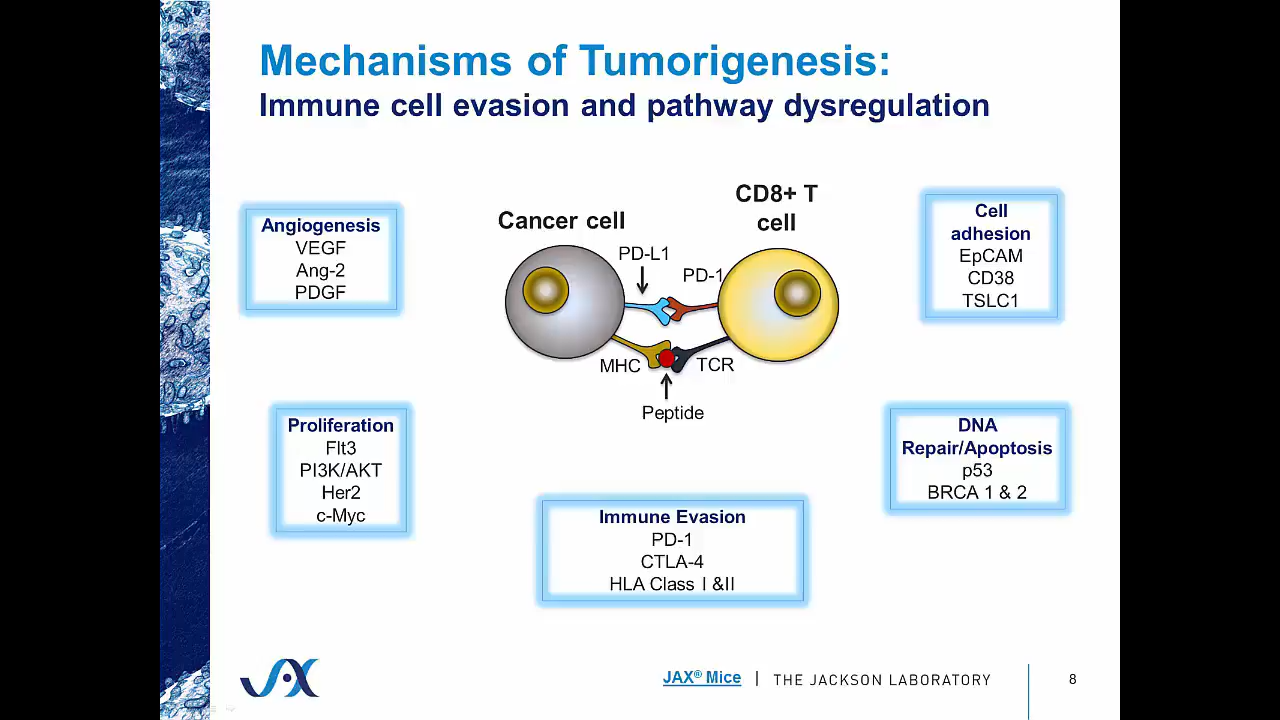 Mechanisms of Tumorigenesis:
Immune cell evasion and pathway dysregulation
Angiogenesis
VEGF
Ang-2
PDGF
Cancer cell
CD8+ T
cell
PD-L1
PD-1
MHC
TCR
Peptide
Cell
adhesion
EpCAM
CD38
TSLC1
Proliferation
Flt3
PI3K/AKT
Her2
c-Myc
Immune Evasion
PD-1
CTLA-4
HLA Class I &II
DNA
Repair/Apoptosis
p53
BRCA 1 & 2
JAX
JAX® Mice | THE JACKSON LABORATORY
8